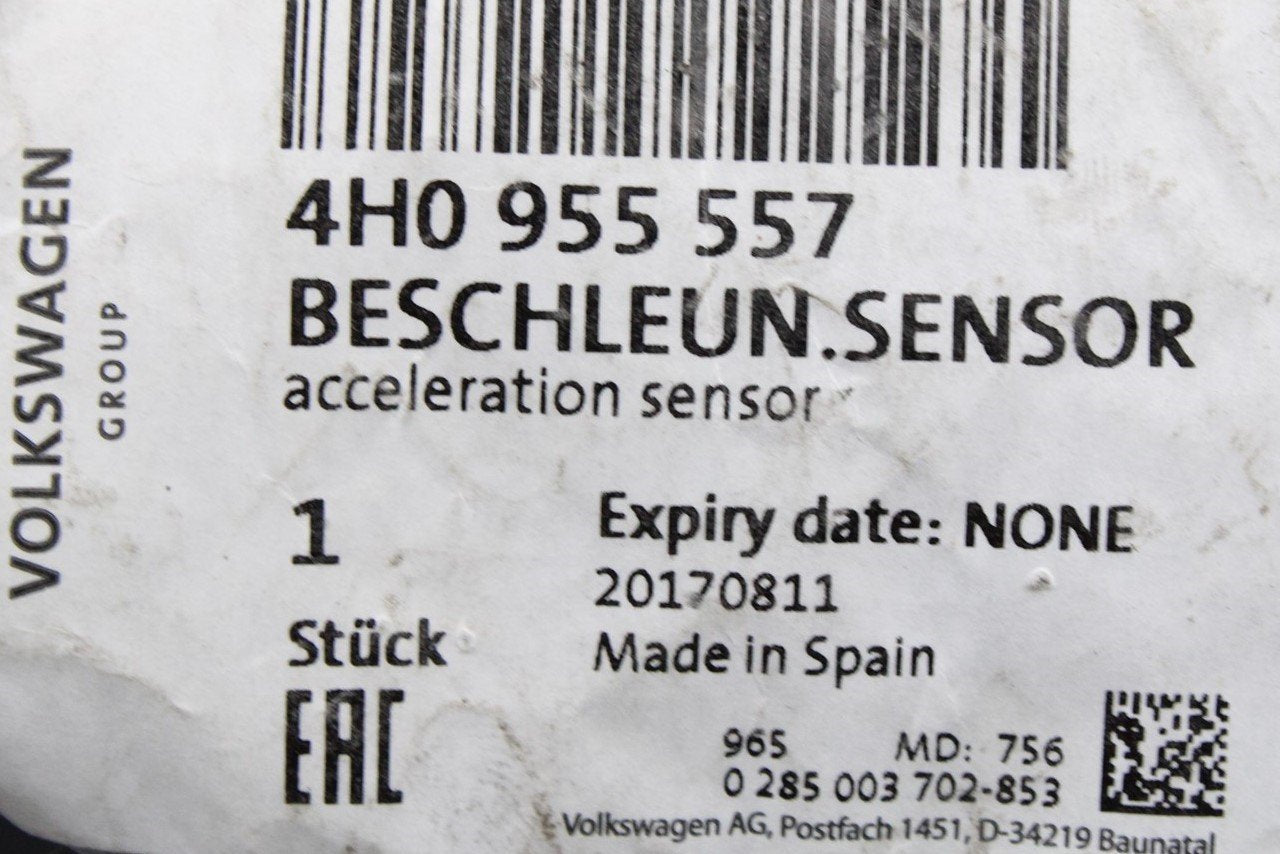 VOLKSWAGEN
GROUP
4H0 955 557
BESCHLEUN.SENSOR
acceleration sensor
1
Stück
Expiry date: NONE
20170811
Made in Spain
EAC
965 MD: 756
0 285 003 702-853
Volkswagen AG, Postfach 1451, D-34219 Baunatal